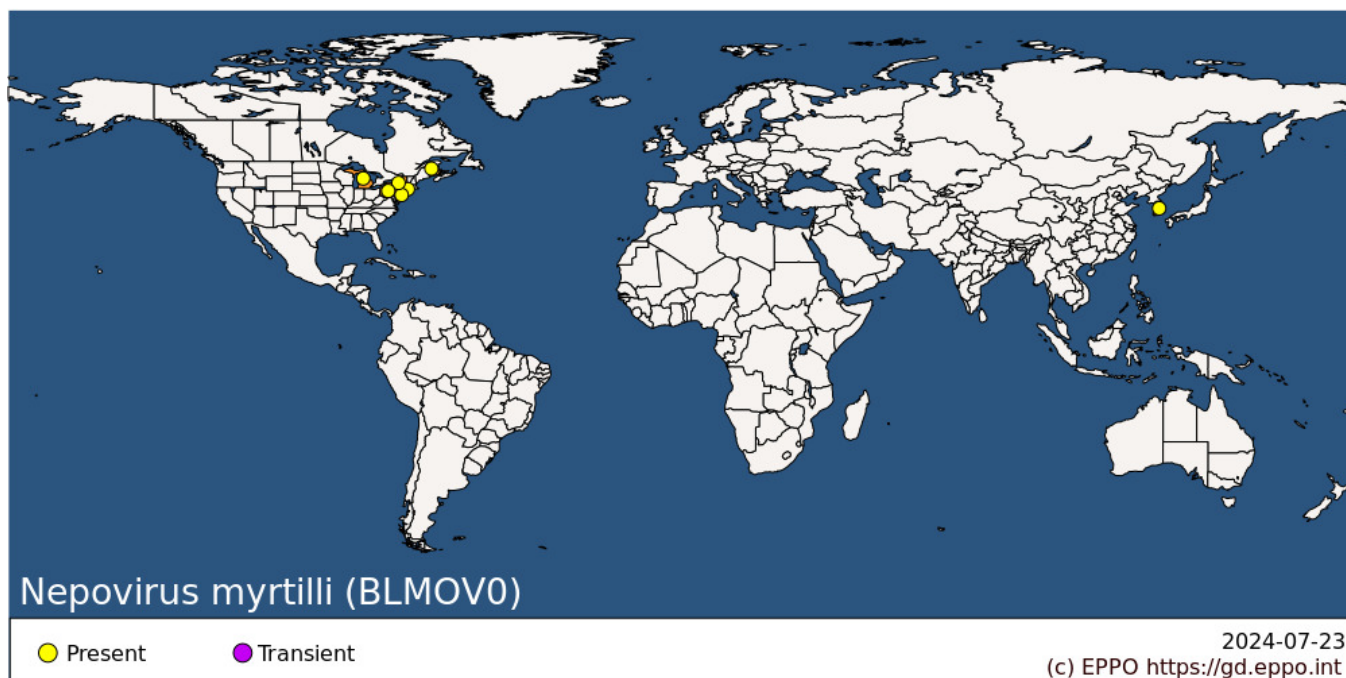 Nepovirus myrtilli (BLMOV0)
Present
Transient
2024-07-23
(c) EPPO https://gd.eppo.int